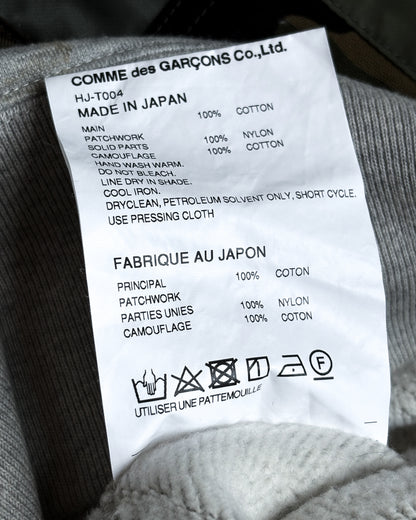 COMME des GARÇONS Co.,Ltd.
HJ-T004
MADE IN JAPAN
MAIN 100% COTTON
PATCHWORK
SOLID PARTS 100% NYLON
CAMOUFLAGE 100% COTTON
HAND WASH WARM.
DO NOT BLEACH.
LINE DRY IN SHADE.
COOL IRON.
DRYCLEAN, PETROLEUM SOLVENT ONLY, SHORT CYCLE.
USE PRESSING CLOTH
FABRIQUE AU JAPON
PRINCIPAL 100% COTON
PATCHWORK
PARTIES UNIES 100% NYLON
CAMOUFLAGE 100% COTON
F
UTILISER UNE PATTEMOUILLE